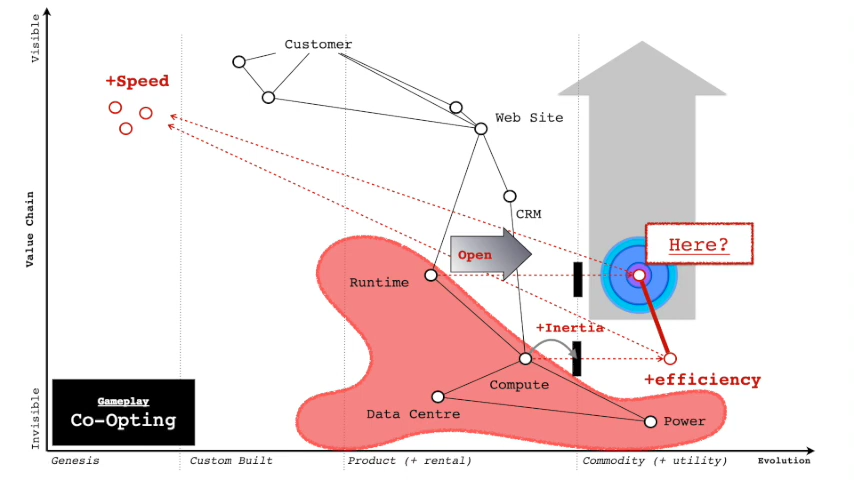 Visible
Customer
+Speed
Web Site
Value Chain
CRM
Here?
Open
Runtime
+Inertia
+efficiency
Compute
Gameplay
Co-Opting
Data Centre
Power
Invisible
Genesis
Custom Built
Product (+ rental)
Commodity (+ utility)
Evolution